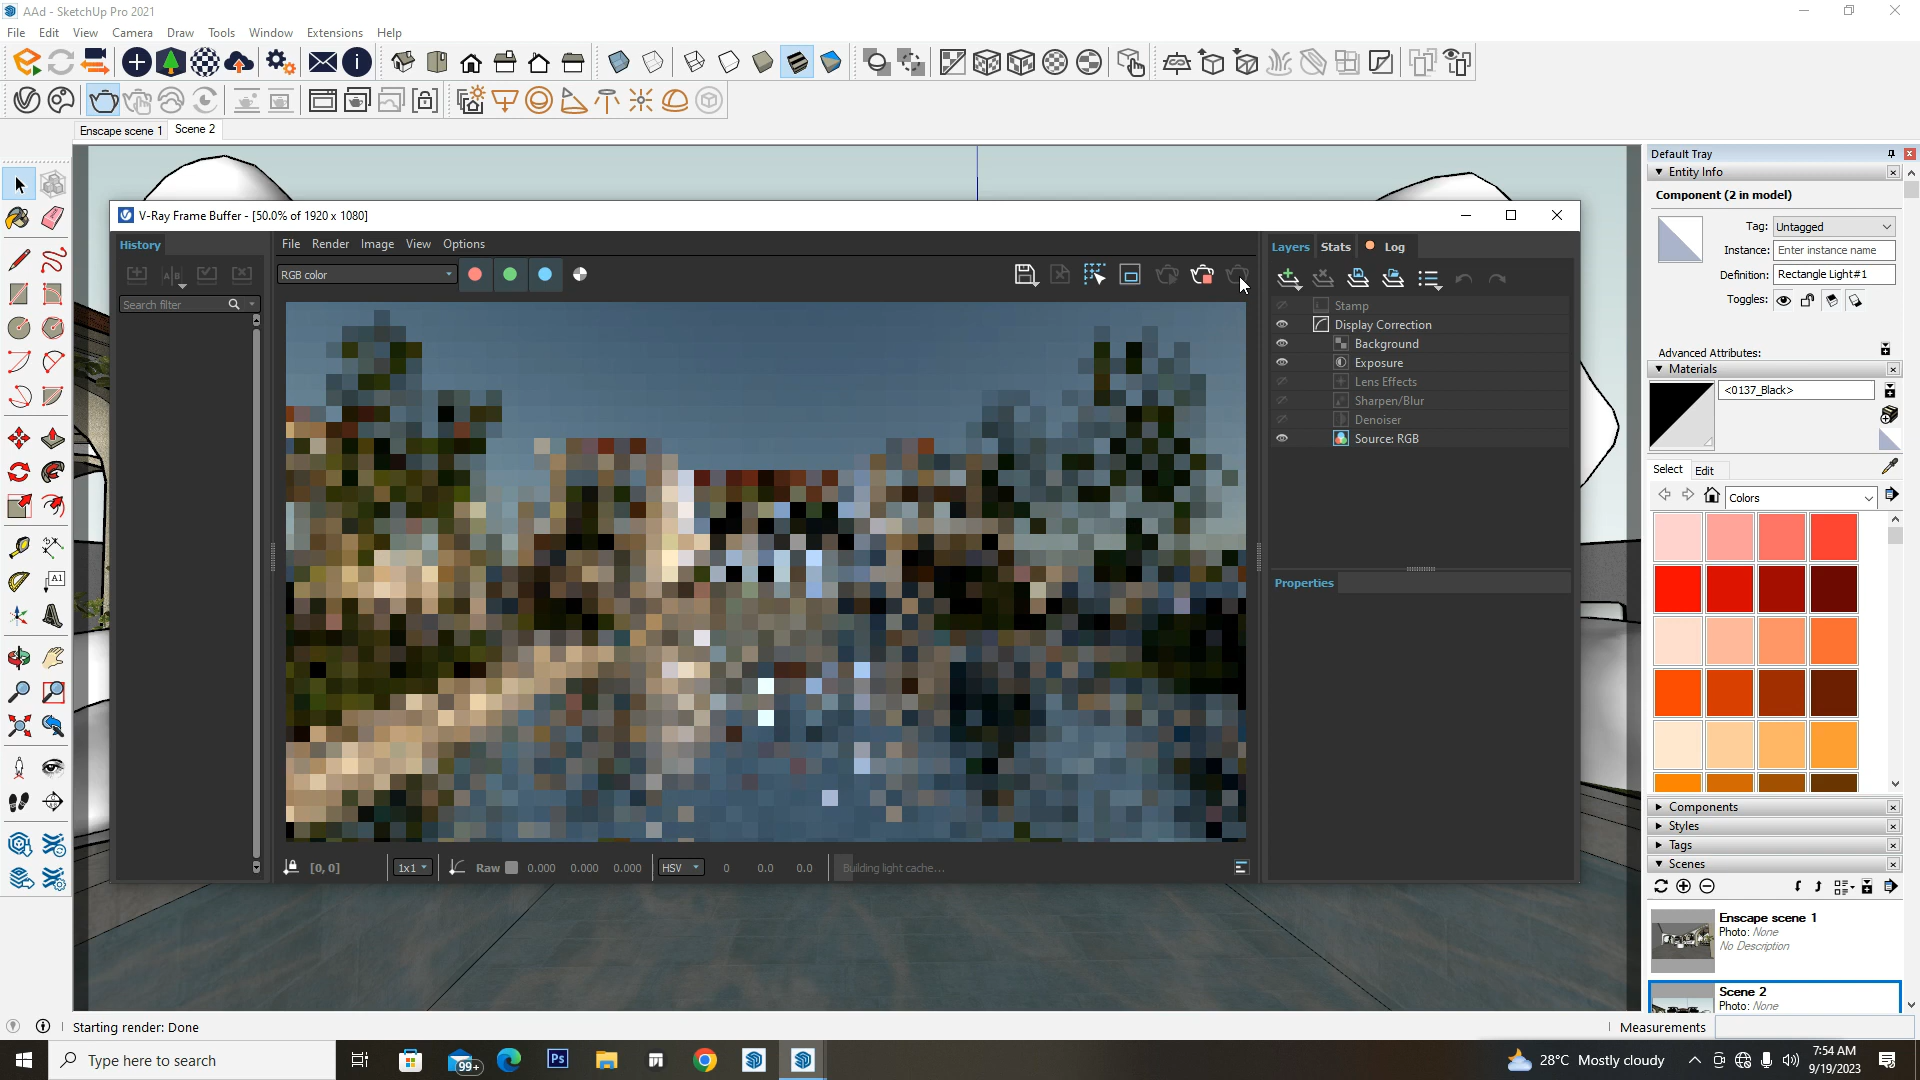 AAd - SketchUp Pro 2021
File Edit View Camera Draw Tools Window Extensions Help
Enscape scene 1 Scene 2
Default Tray
Entity Info
Component (2 in model)
Tag: Untagged
Instance: Enter instance name
Definition: Rectangle Light#1
Toggles:
Advanced Attributes:
Materials
<0137_Black>
Select Edit
Colors
Components
Styles
Tags
Scenes
Enscape scene 1
Photo: None
No Description
Scene 2
Photo: None
V-Ray Frame Buffer - [50.0% of 1920 x 1080]
History
File Render Image View Options
RGB color
Search filter
Layers Stats Log
Stamp
Display Correction
Background
Exposure
Lens Effects
Sharpen/Blur
Denoiser
Source: RGB
Properties
[0, 0] 1x1 Raw 0.000 0.000 0.000 HSV 0 0.0 0.0 Building light cache...
A1
Starting render: Done
Measurements
Type here to search
99+
Ps
28°C Mostly cloudy
7:54 AM
9/19/2023